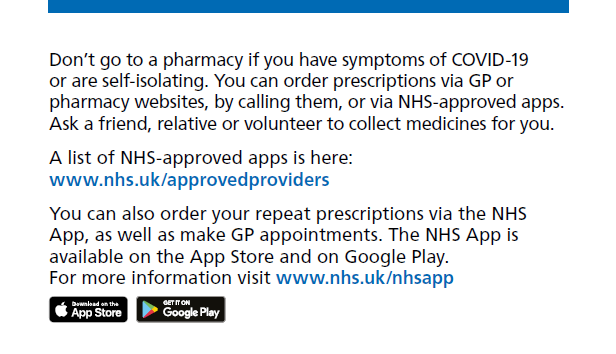 Don’t go to a pharmacy if you have symptoms of COVID-19
or are self-isolating. You can order prescriptions via GP or
pharmacy websites, by calling them, or via NHS-approved apps.
Ask a friend, relative or volunteer to collect medicines for you.
A list of NHS-approved apps is here:
www.nhs.uk/approvedproviders
You can also order your repeat prescriptions via the NHS
App, as well as make GP appointments. The NHS App is
available on the App Store and on Google Play.
For more information visit www.nhs.uk/nhsapp
Download on the
App Store
GET IT ON
Google Play